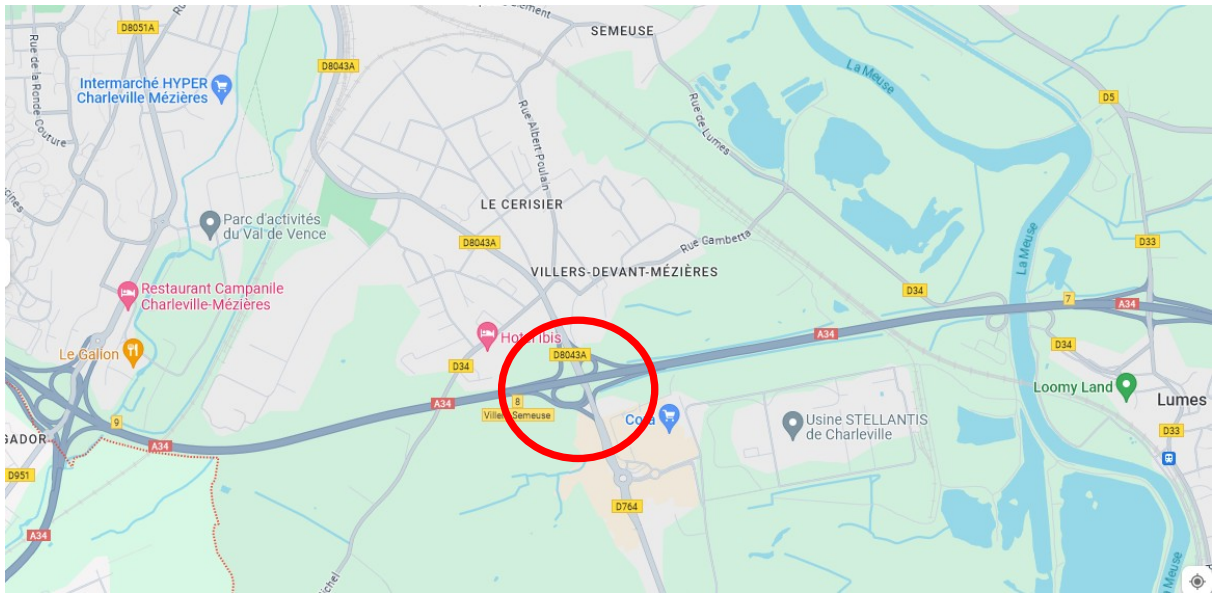 D8051A
Rue de la Ronde Couture
Intermarché HYPER
Charleville Mézières
D8043A
SEMEUSE
Rue Albert Poulain
Rue de Lumes
La Meuse
D5
LE CERISIER
Parc d'activités
du Val de Vence
D8043A
Rue Gambetta
La Meuse
D33
VILLERS-DEVANT-MÉZIÈRES
Restaurant Campanile
Charleville-Mézières
D34
7
A34
Hotel ibis
A34
Le Galion
D8043A
D34
D34
Loomy Land
Lumes
A34
8
Villers Semeuse
Cora
Usine STELLANTIS
de Charleville
9
A34
D33
D951
D764
A34
Meuse